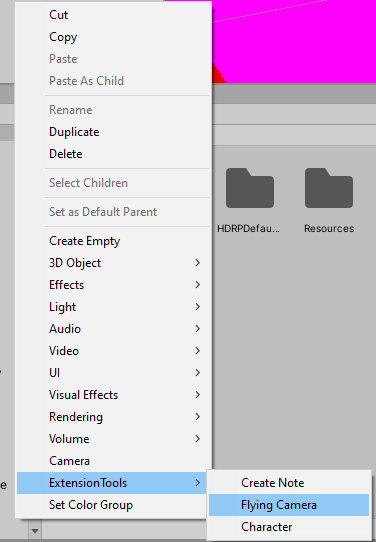 Cut
Copy
Paste
Paste As Child
Rename
Duplicate
Delete
Select Children
Set as Default Parent
Create Empty
3D Object
Effects
Light
Audio
Video
UI
Visual Effects
Rendering
Volume
Camera
ExtensionTools
Set Color Group
Create Note
Flying Camera
Character
HDRPDefau...
Resources